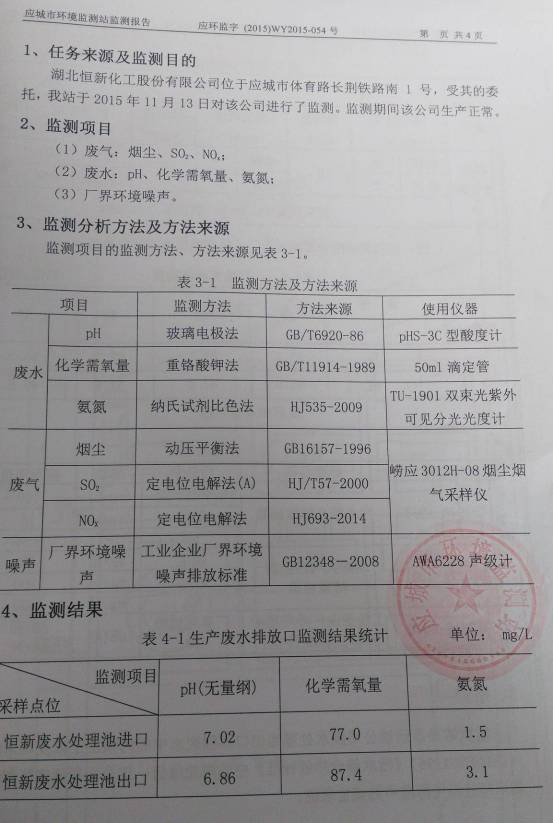 应城市环境监测站监测报告 应环监字 (2015)WY2015-054 号 第 页 共4页
1、任务来源及监测目的
湖北恒新化工股份有限公司位于应城市体育路长荆铁路南 1 号，受其的委
托，我站于 2015 年 11 月 13 日对该公司进行了监测。监测期间该公司生产正常。
2、监测项目
（1）废气：烟尘、SO₂、NOₓ；
（2）废水：pH、化学需氧量、氨氮；
（3）厂界环境噪声。
3、监测分析方法及方法来源
监测项目的监测方法、方法来源见表 3-1。
表 3-1 监测方法及方法来源
项目 监测方法 方法来源 使用仪器
废水 pH 玻璃电极法 GB/T6920-86 pHS-3C 型酸度计
化学需氧量 重铬酸钾法 GB/T11914-1989 50ml 滴定管
氨氮 纳氏试剂比色法 HJ535-2009 TU-1901 双束光紫外
可见分光光度计
废气 烟尘 动压平衡法 GB16157-1996 崂应 3012H-08 烟尘烟
气采样仪
SO₂ 定电位电解法(A) HJ/T57-2000
NOₓ 定电位电解法 HJ693-2014
噪声 厂界环境噪
声 工业企业厂界环境
噪声排放标准 GB12348－2008 AWA6228 声级计
应城市环境监测站
4、监测结果
表 4-1 生产废水排放口监测结果统计 单位： mg/L
监测项目
采样点位 pH(无量纲) 化学需氧量 氨氮
恒新废水处理池进口 7.02 77.0 1.5
恒新废水处理池出口 6.86 87.4 3.1